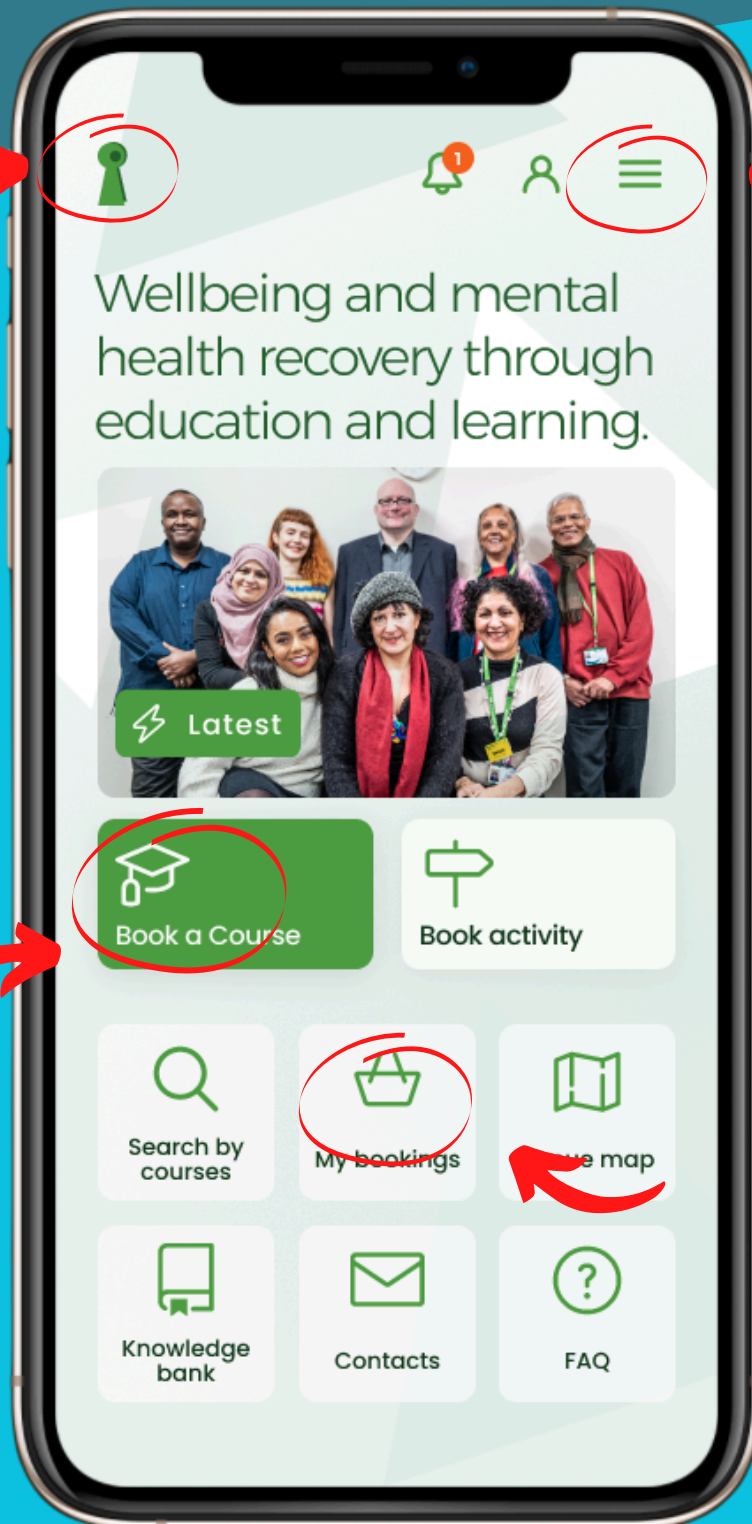 1
Wellbeing and mental
health recovery through
education and learning.
Latest
Book a Course
Book activity
Search by
courses
My bookings
map
Knowledge
bank
Contacts
FAQ